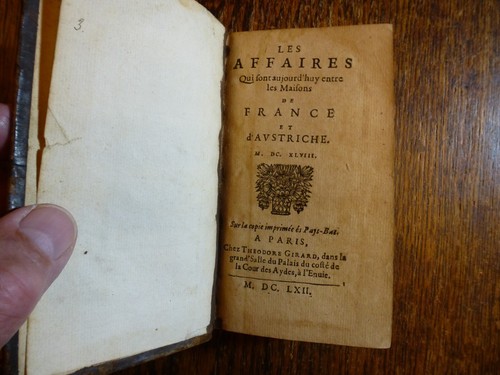 3.
LES
AFFAIRES
Qui ſont aujourd'huy entre
les Maiſons
DE
FRANCE
ET
d'AVSTRICHE.
M. DC. XLVIII.
Sur la copie imprimée és Pays-Bas.
A PARIS,
Chez THEODORE GIRARD, dans la
grand' Salle du Palais du coſté de
la Cour des Aydes, à l'Enuie.
M. DC. LXII.